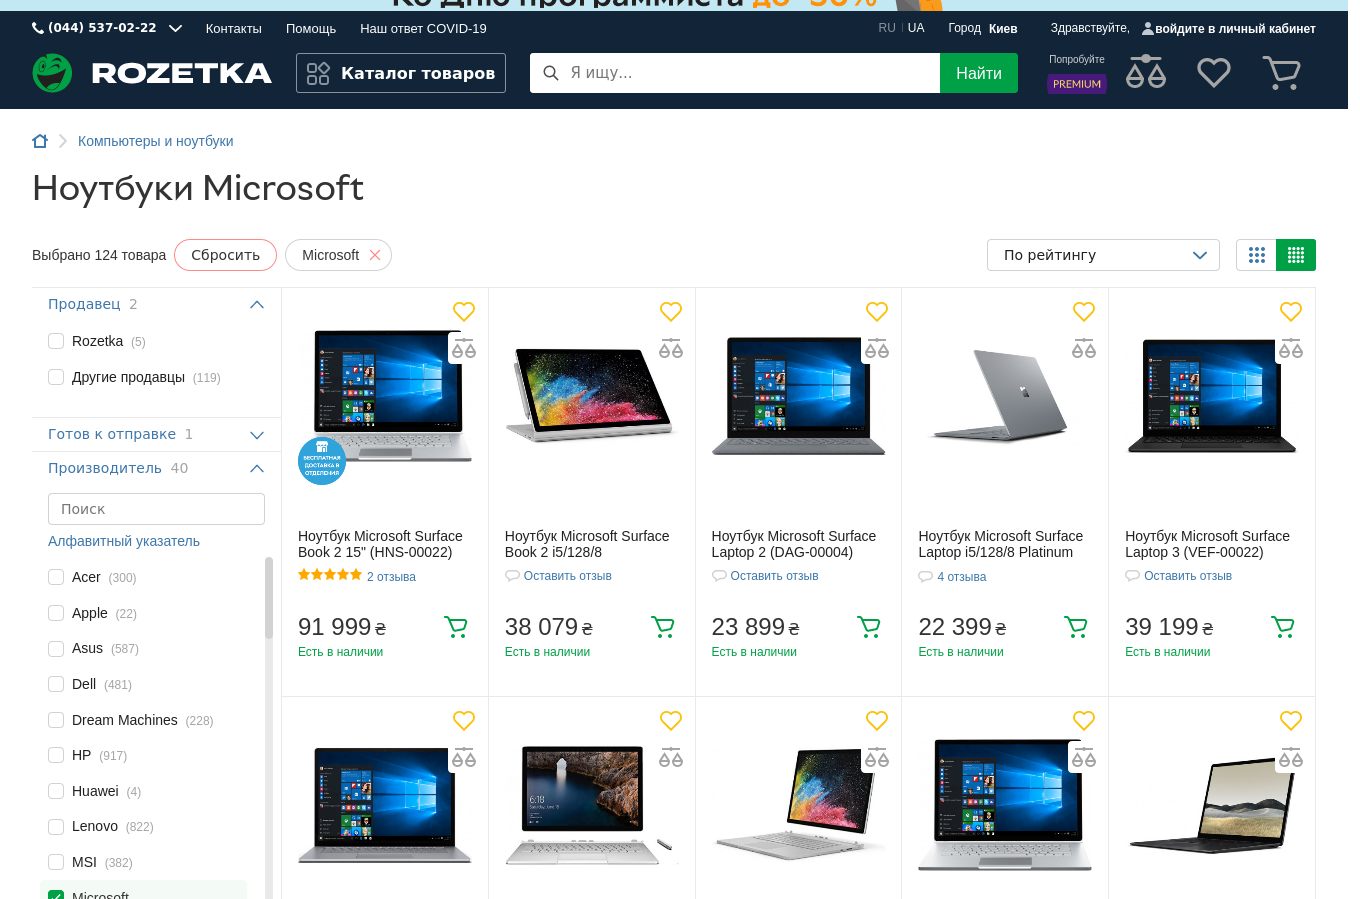 Ко Дню программиста до -50%
(044) 537-02-22
Контакты
Помощь
Наш ответ COVID-19
RU
UA
Город Киев
Здравствуйте, войдите в личный кабинет
ROZETKA
Каталог товаров
Я ищу...
Найти
Попробуйте
PREMIUM
Компьютеры и ноутбуки
Ноутбуки Microsoft
Выбрано 124 товара
Сбросить
Microsoft
По рейтингу
Продавец 2
Rozetka (5)
Другие продавцы (119)
Готов к отправке 1
Производитель 40
Поиск
Алфавитный указатель
Acer (300)
Apple (22)
Asus (587)
Dell (481)
Dream Machines (228)
HP (917)
Huawei (4)
Lenovo (822)
MSI (382)
Microsoft
БЕСПЛАТНАЯ
ДОСТАВКА В
ОТДЕЛЕНИЯ
Ноутбук Microsoft Surface
Book 2 15" (HNS-00022)
2 отзыва
91 999 ₴
Есть в наличии
Ноутбук Microsoft Surface
Book 2 i5/128/8
Оставить отзыв
38 079 ₴
Есть в наличии
Ноутбук Microsoft Surface
Laptop 2 (DAG-00004)
Оставить отзыв
23 899 ₴
Есть в наличии
Ноутбук Microsoft Surface
Laptop i5/128/8 Platinum
4 отзыва
22 399 ₴
Есть в наличии
Ноутбук Microsoft Surface
Laptop 3 (VEF-00022)
Оставить отзыв
39 199 ₴
Есть в наличии
6:18